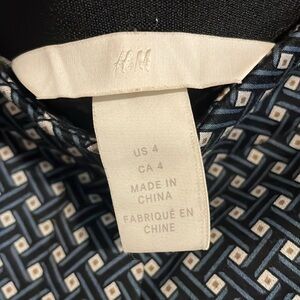 H&M
US 4
CA 4
MADE IN
CHINA
FABRIQUÉ EN
CHINE